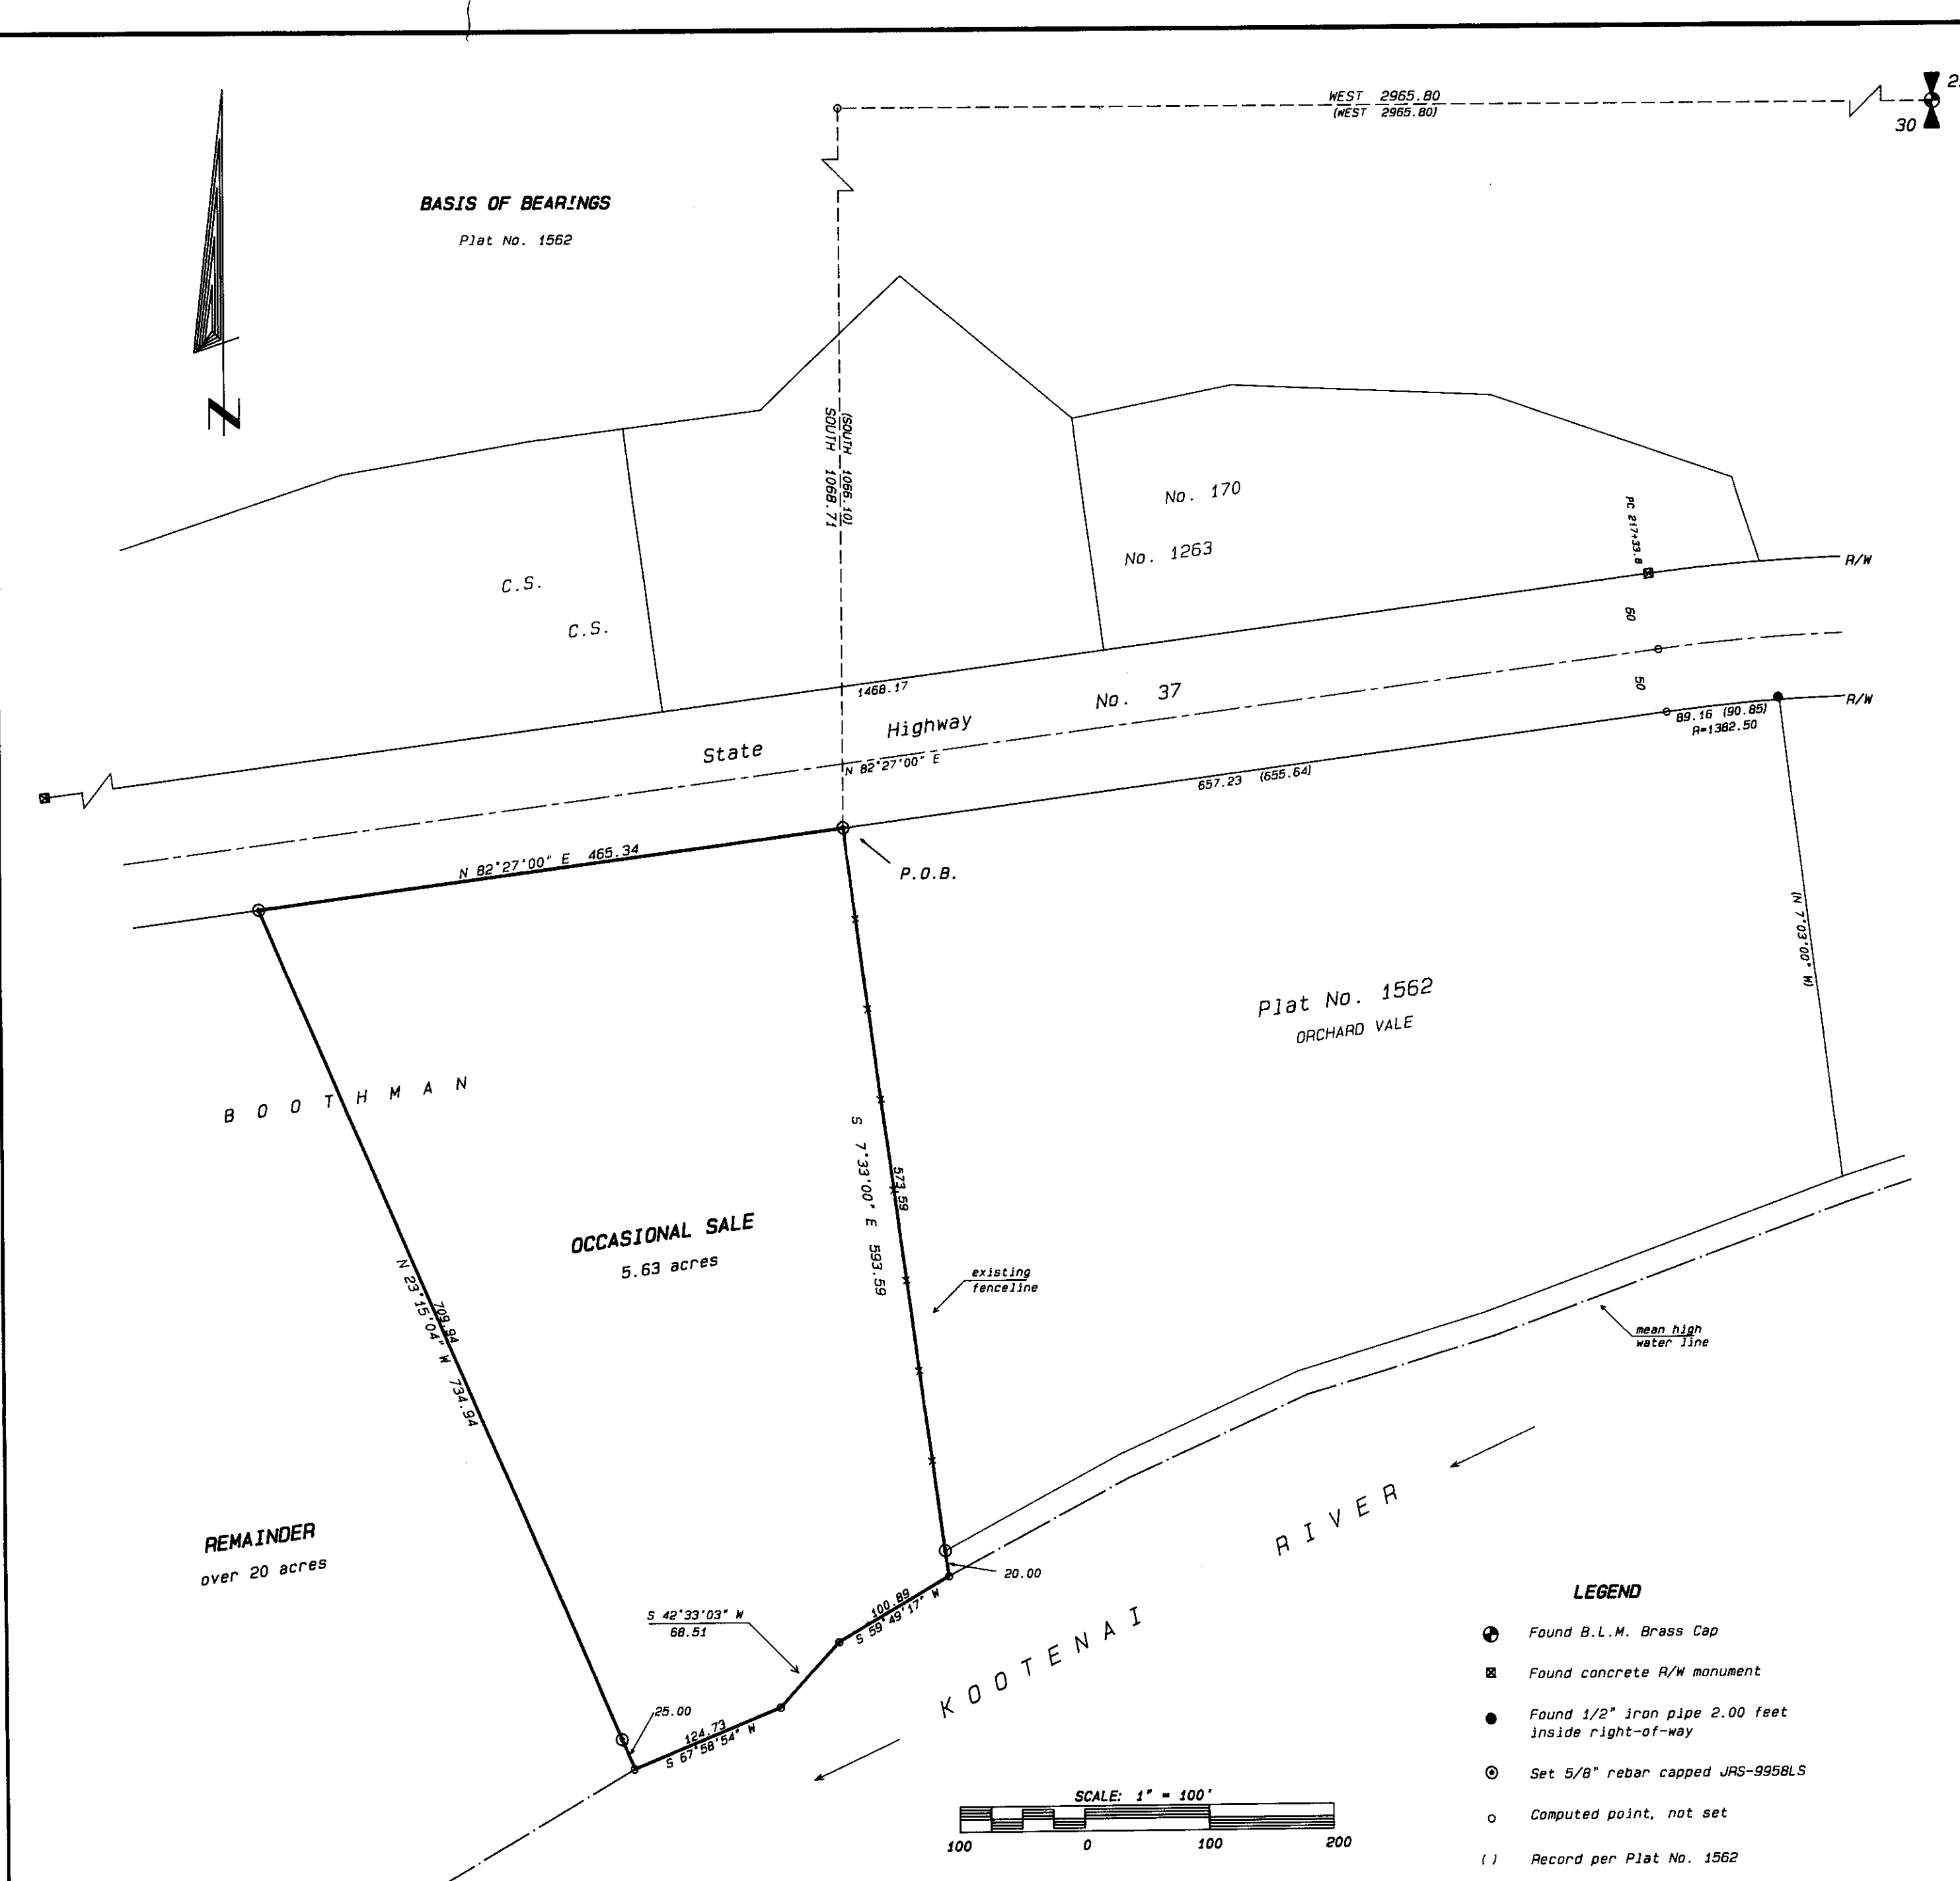 WEST 2965.80
(WEST 2965.80)
30
BASIS OF BEARINGS
Plat No. 1562
N
(SOUTH 1066.10)
SOUTH 1068.71
No. 170
No. 1263
C.S.
C.S.
PC 217+33.8
R/W
60
50
R/W
89.16 (90.85)
R=1382.50
1468.17
State Highway No. 37
N 82°27'00" E
657.23 (655.64)
N 82°27'00" E 465.34
P.O.B.
(N 7°03'00" W)
Plat No. 1562
ORCHARD VALE
BOOTHMAN
S 7°33'00" E 593.59
573.59
OCCASIONAL SALE
5.63 acres
existing
fenceline
mean high
water line
709.94
N 23°15'04" W 734.94
REMAINDER
over 20 acres
KOOTENAI RIVER
20.00
100.89
S 59°49'17" W
S 42°33'03" W
68.51
25.00
124.73
S 67°58'54" W
SCALE: 1" = 100'
100 0 100 200
LEGEND
Found B.L.M. Brass Cap
Found concrete R/W monument
Found 1/2" iron pipe 2.00 feet
inside right-of-way
Set 5/8" rebar capped JRS-9958LS
Computed point, not set
( ) Record per Plat No. 1562